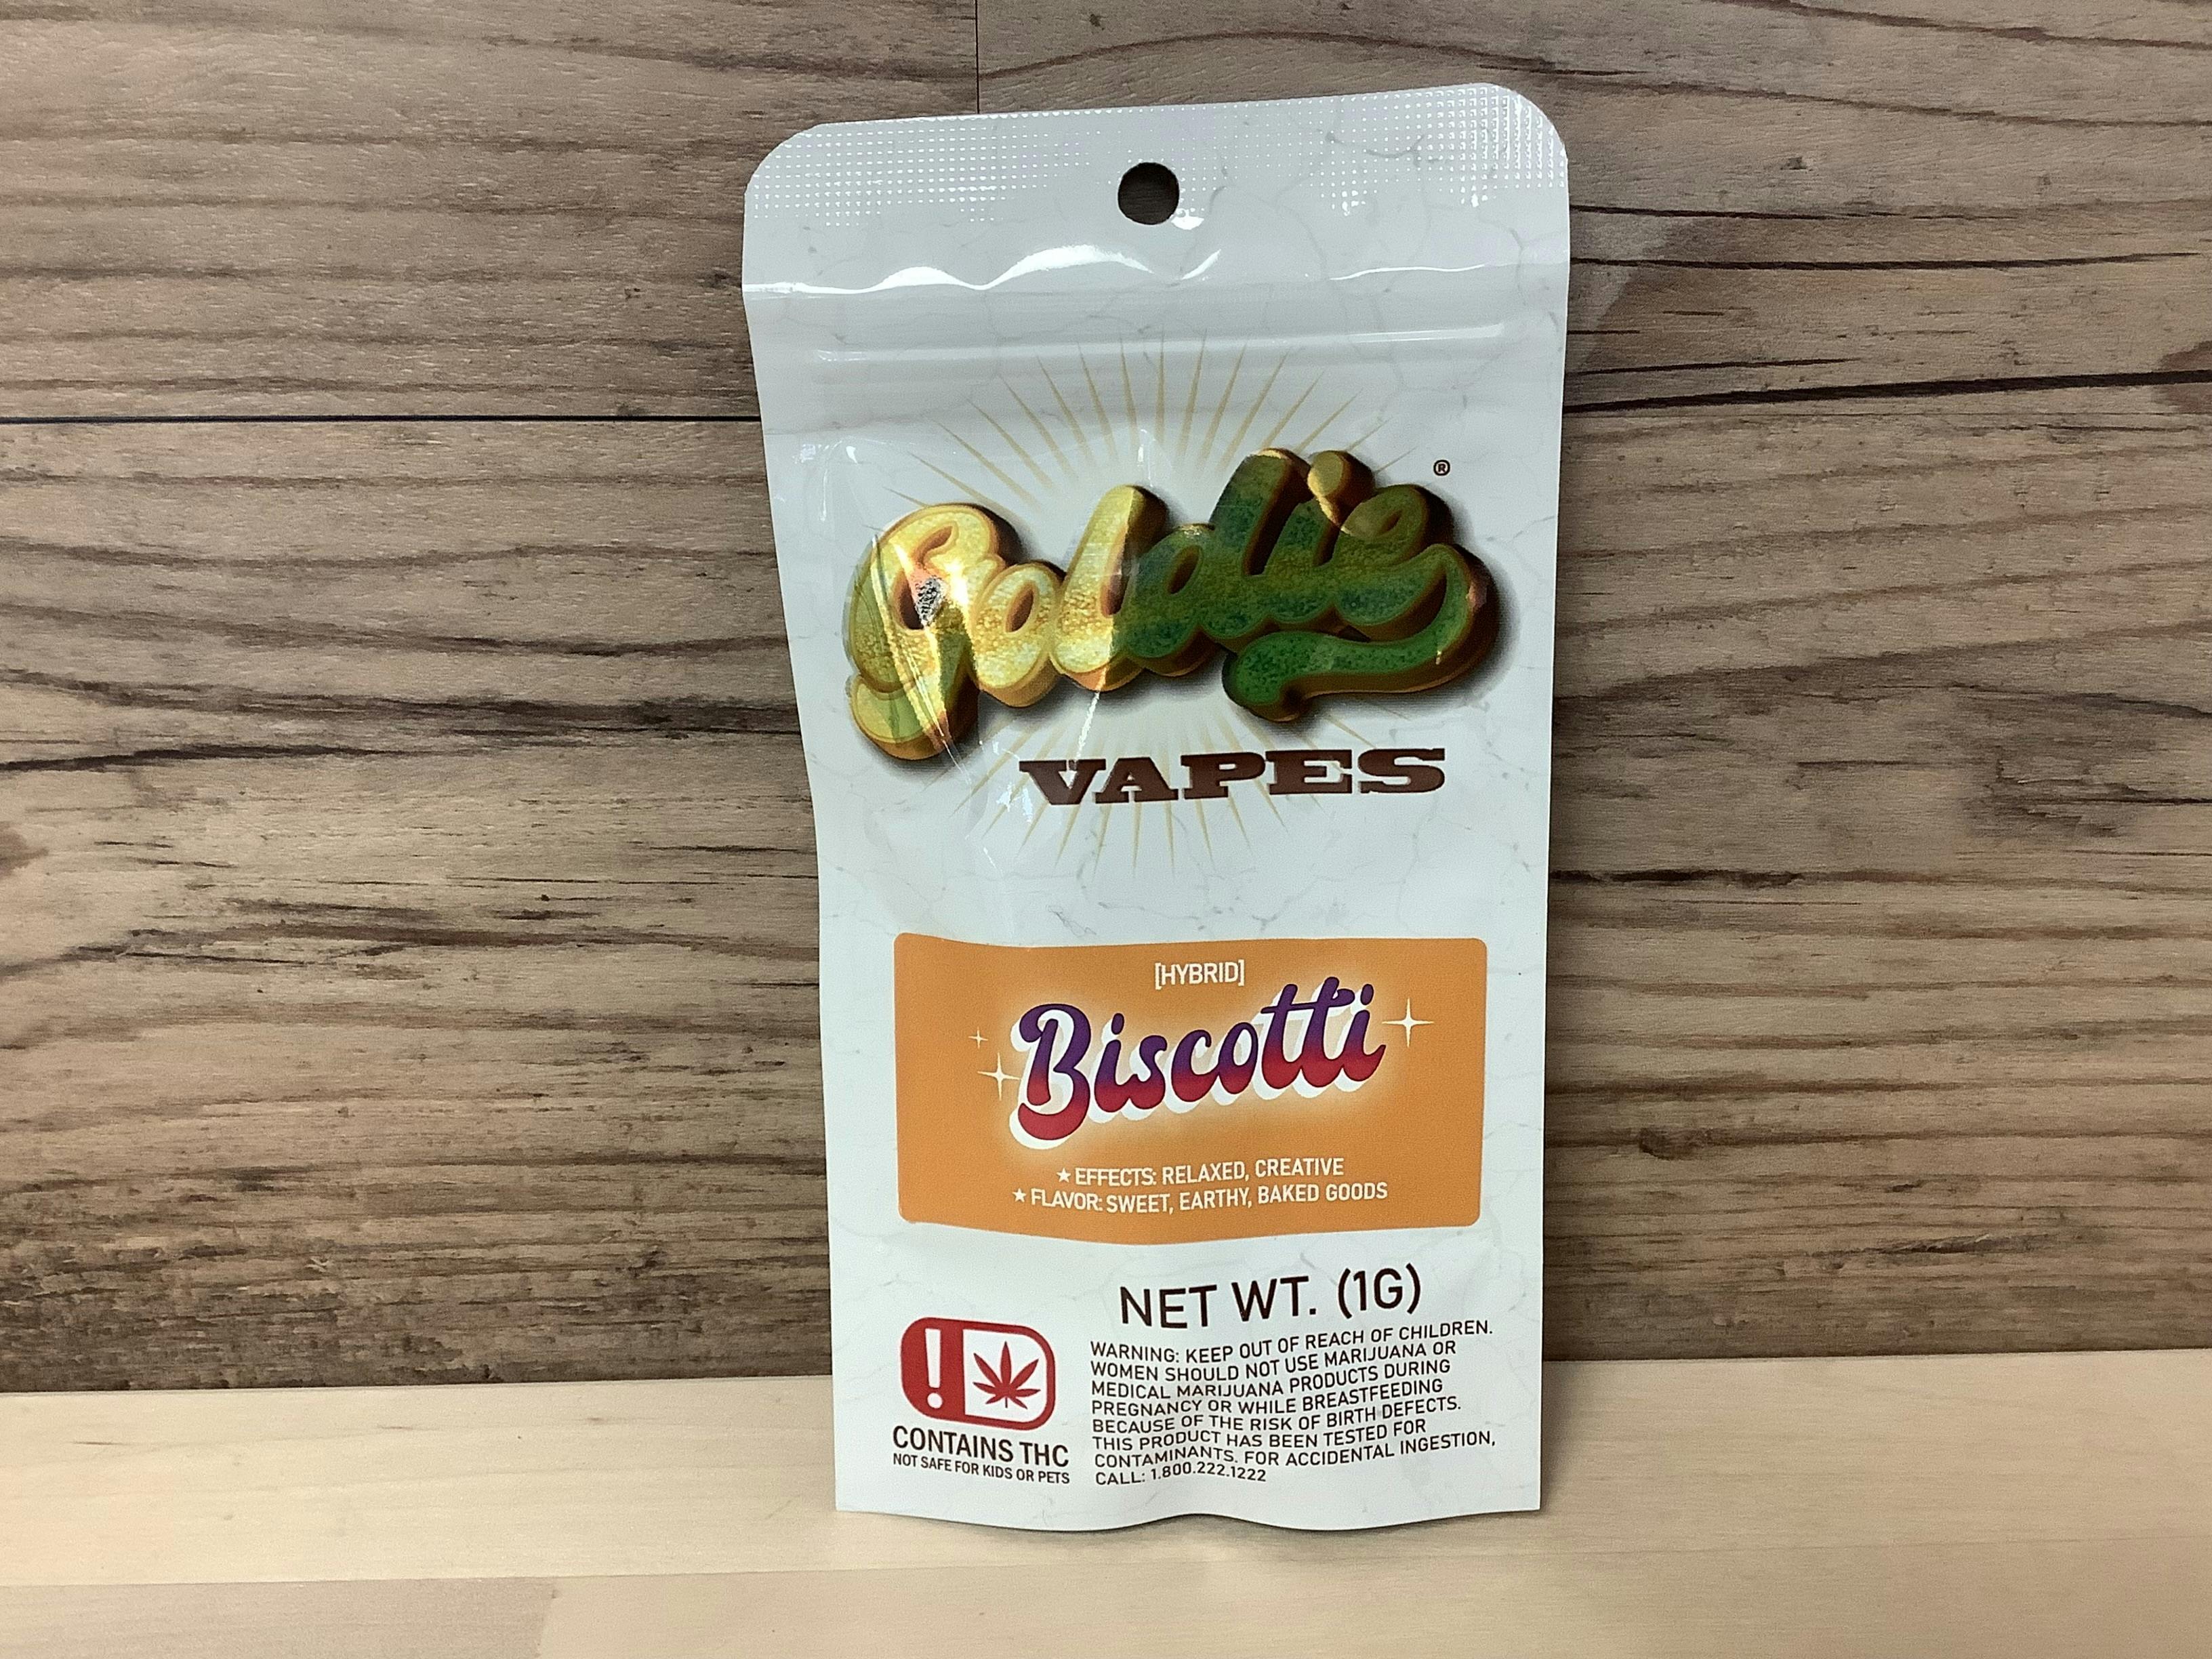 Goldie®
VAPES
[HYBRID]
Biscotti
★ EFFECTS: RELAXED, CREATIVE
★ FLAVOR: SWEET, EARTHY, BAKED GOODS
NET WT. (1G)
!
CONTAINS THC
NOT SAFE FOR KIDS OR PETS
WARNING: KEEP OUT OF REACH OF CHILDREN.
WOMEN SHOULD NOT USE MARIJUANA OR
MEDICAL MARIJUANA PRODUCTS DURING
PREGNANCY OR WHILE BREASTFEEDING
BECAUSE OF THE RISK OF BIRTH DEFECTS.
THIS PRODUCT HAS BEEN TESTED FOR
CONTAMINANTS. FOR ACCIDENTAL INGESTION,
CALL: 1.800.222.1222